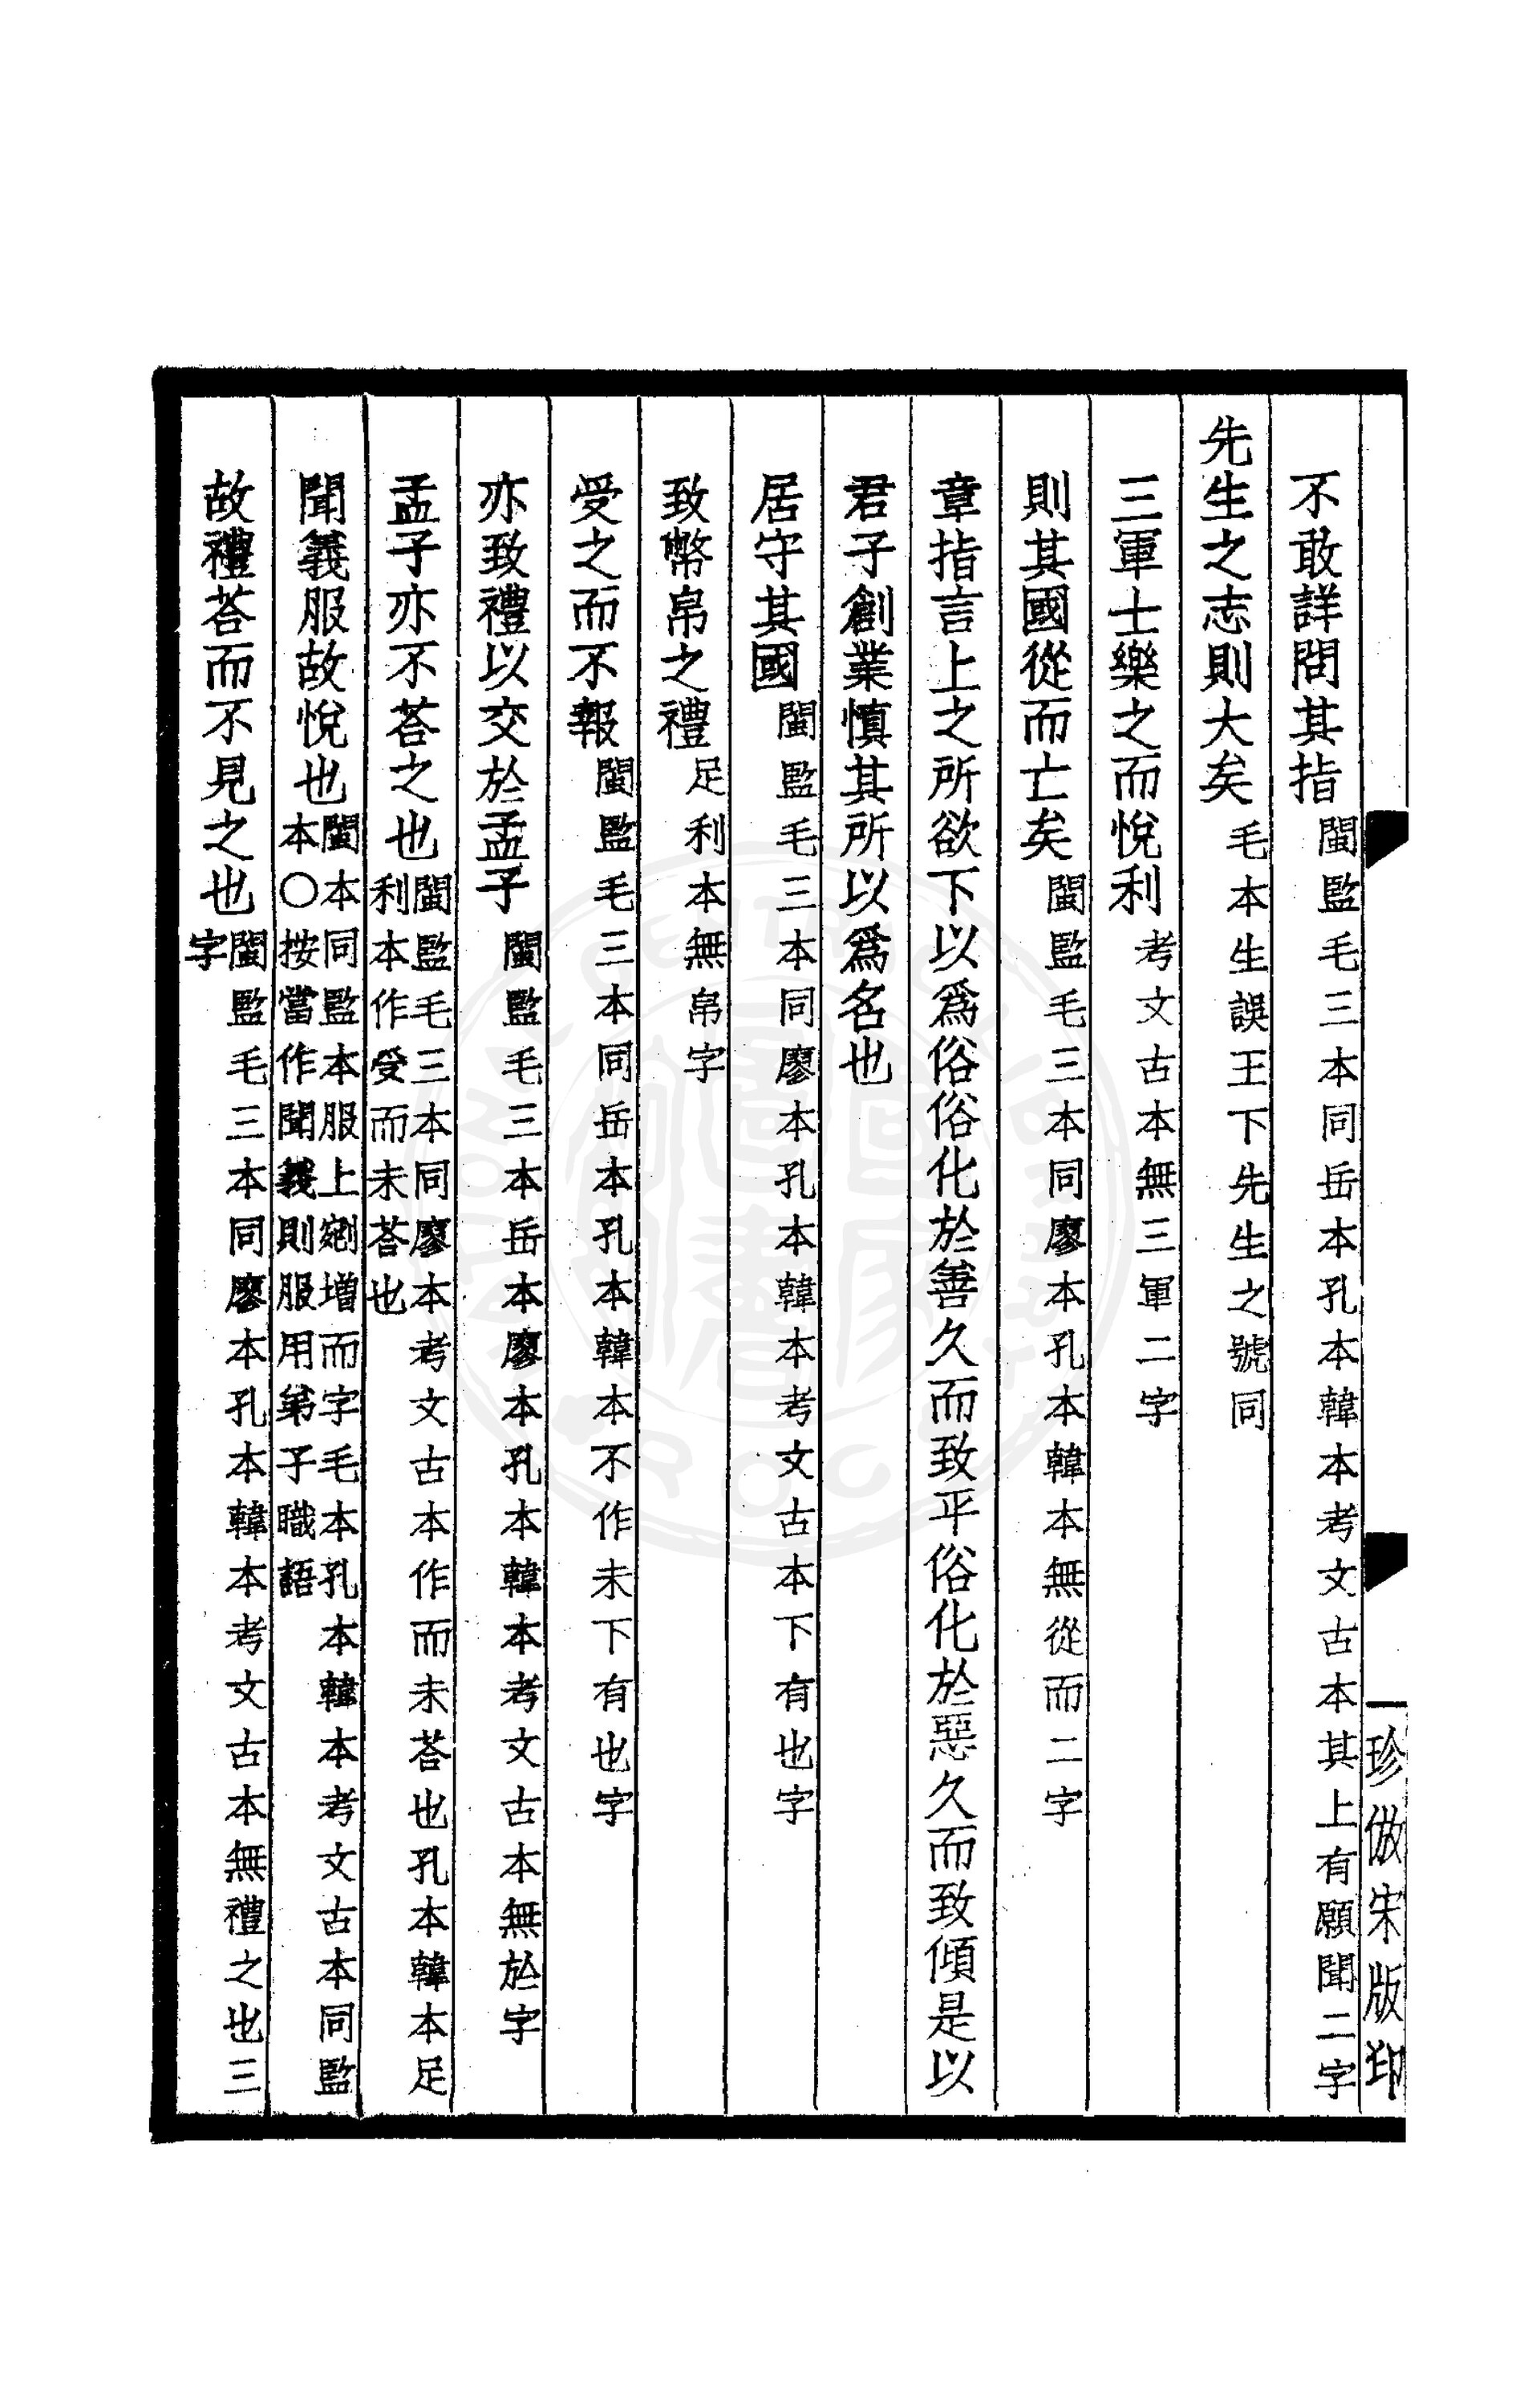 不敢詳問其指閩監毛三本同岳本孔本韓本考文古本其上有願聞二字
先生之志則大矣毛本生誤王下先生之號同
三軍士樂之而悅利考文古本無三軍二字
則其國從而亡矣閩監毛三本同廖本孔本韓本無從而二字
章指言上之所欲下以爲俗俗化於善久而致平俗化於惡久而致傾是以
君子創業慎其所以爲名也
居守其國閩監毛三本同廖本孔本韓本考文古本下有也字
致幣帛之禮足利本無帛字
受之而不報閩監毛三本同岳本孔本韓本不作未下有也字
亦致禮以交於孟子閩監毛三本岳本廖本孔本韓本考文古本無於字
孟子亦不荅之也閩監毛三本同廖本考文古本作而未荅也孔本韓本足
利本作受而未荅也
聞義服故悅也閩本同監本服上剜增而字毛本孔本韓本考文古本同監
本○按當作聞義則服用弟子職語
故禮荅而不見之也閩監毛三本同廖本孔本韓本考文古本無禮之也三
字
珍倣宋版印